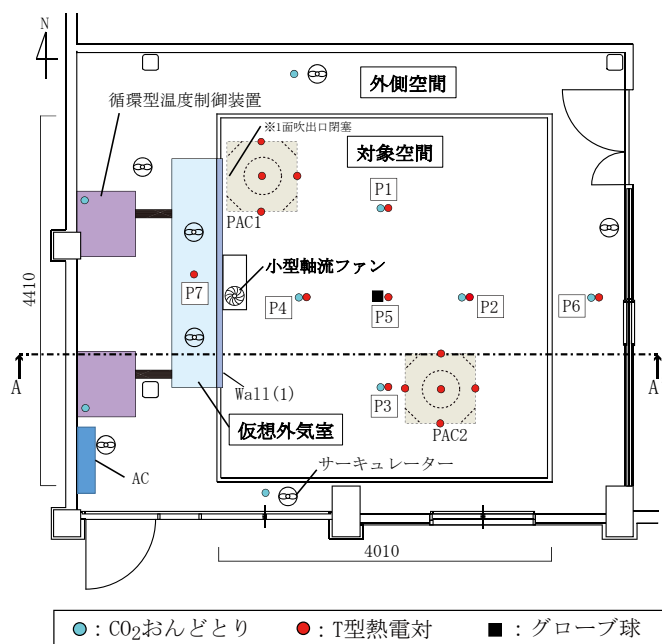 N
外側空間
循環型温度制御装置
※1面吹出口閉塞
対象空間
P1
PAC1
小型軸流ファン
P7
P4
P5
P2
P6
4410
A
A
Wall(1)
P3
仮想外気室
PAC2
サーキュレーター
AC
4010
：CO2おんどとり ：T型熱電対 ：グローブ球